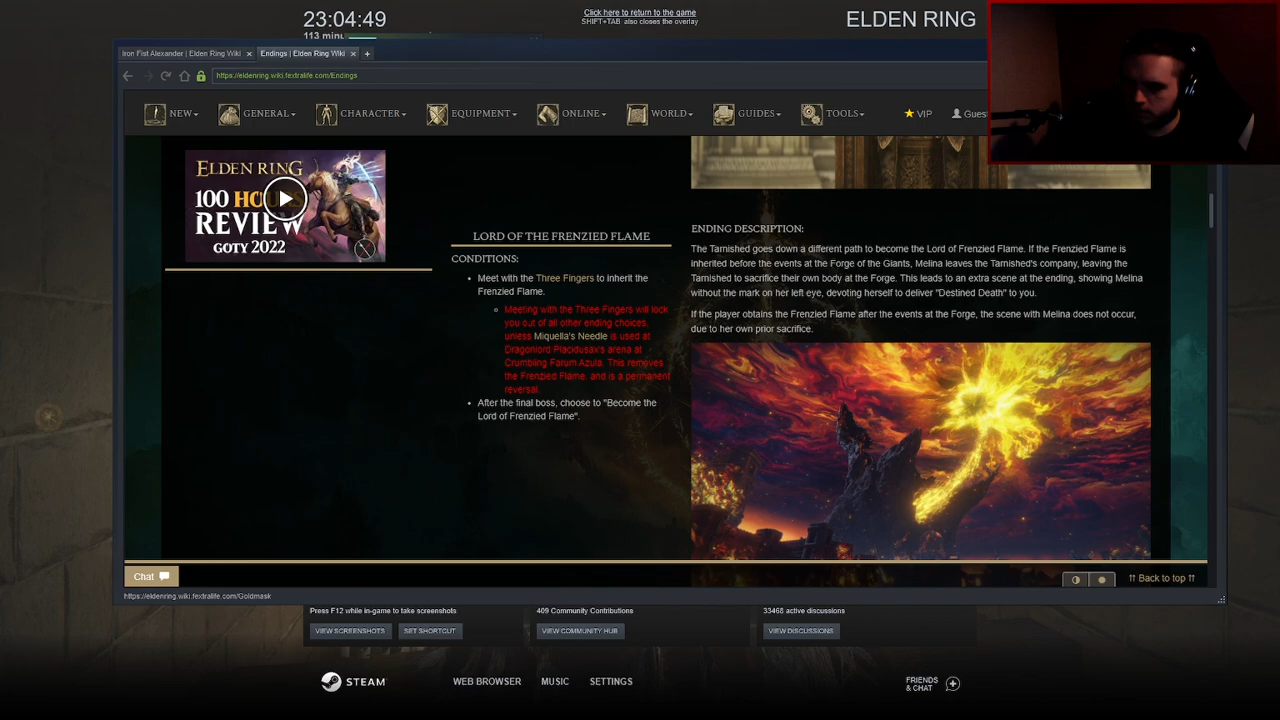 23:04:49
Click here to return to the game
SHIFT+TAB also closes the overlay
ELDEN RING
113 minu
Iron Fist Alexander | Elden Ring Wiki
Endings | Elden Ring Wiki
https://eldenring.wiki.fextralife.com/Endings
NEW
GENERAL
CHARACTER
EQUIPMENT
ONLINE
WORLD
GUIDES
TOOLS
VIP
Gues
ELDEN RING
100 HOURS
REVIEW
GOTY 2022
LORD OF THE FRENZIED FLAME
CONDITIONS:
Meet with the Three Fingers to inherit the
Frenzied Flame.
Meeting with the Three Fingers will lock
you out of all other ending choices,
unless Miquella's Needle is used at
Dragonlord Placidusax's arena at
Crumbling Farum Azula. This removes
the Frenzied Flame, and is a permanent
reversal.
After the final boss, choose to "Become the
Lord of Frenzied Flame".
ENDING DESCRIPTION:
The Tarnished goes down a different path to become the Lord of Frenzied Flame. If the Frenzied Flame is
inherited before the events at the Forge of the Giants, Melina leaves the Tarnished's company, leaving the
Tarnished to sacrifice their own body at the Forge. This leads to an extra scene at the ending, showing Melina
without the mark on her left eye, devoting herself to deliver "Destined Death" to you.
If the player obtains the Frenzied Flame after the events at the Forge, the scene with Melina does not occur,
due to her own prior sacrifice.
Chat
Back to top
https://eldenring.wiki.fextralife.com/Goldmask
Press F12 while in-game to take screenshots
409 Community Contributions
33468 active discussions
VIEW SCREENSHOTS
SET SHORTCUT
VIEW COMMUNITY HUB
VIEW DISCUSSIONS
STEAM
WEB BROWSER
MUSIC
SETTINGS
FRIENDS
& CHAT